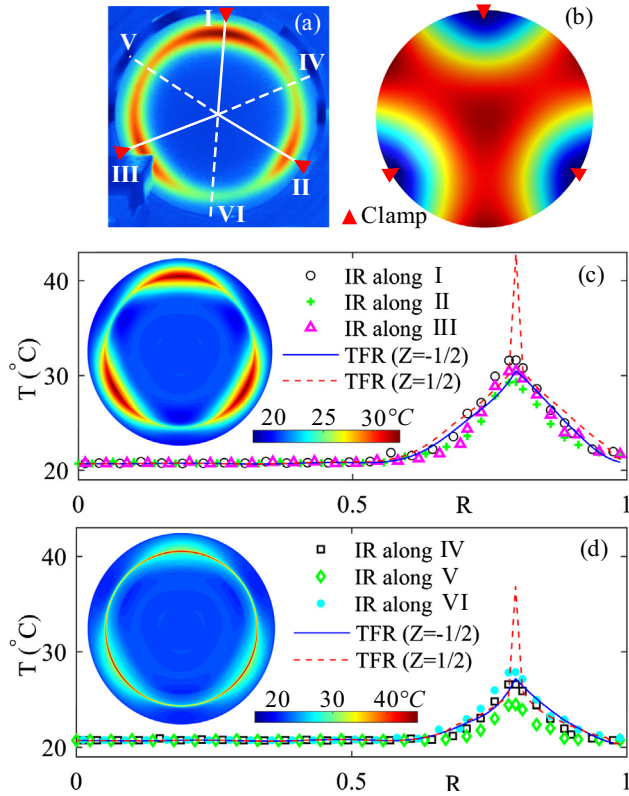 (a)
I
V
IV
III
II
VI
(b)
Clamp
(c)
IR along I
IR along II
IR along III
TFR (Z=-1/2)
TFR (Z=1/2)
20 25 30°C
T (°C)
40
30
20
0 0.5 1
R
(d)
IR along IV
IR along V
IR along VI
TFR (Z=-1/2)
TFR (Z=1/2)
20 30 40°C
T (°C)
40
30
20
0 0.5 1
R